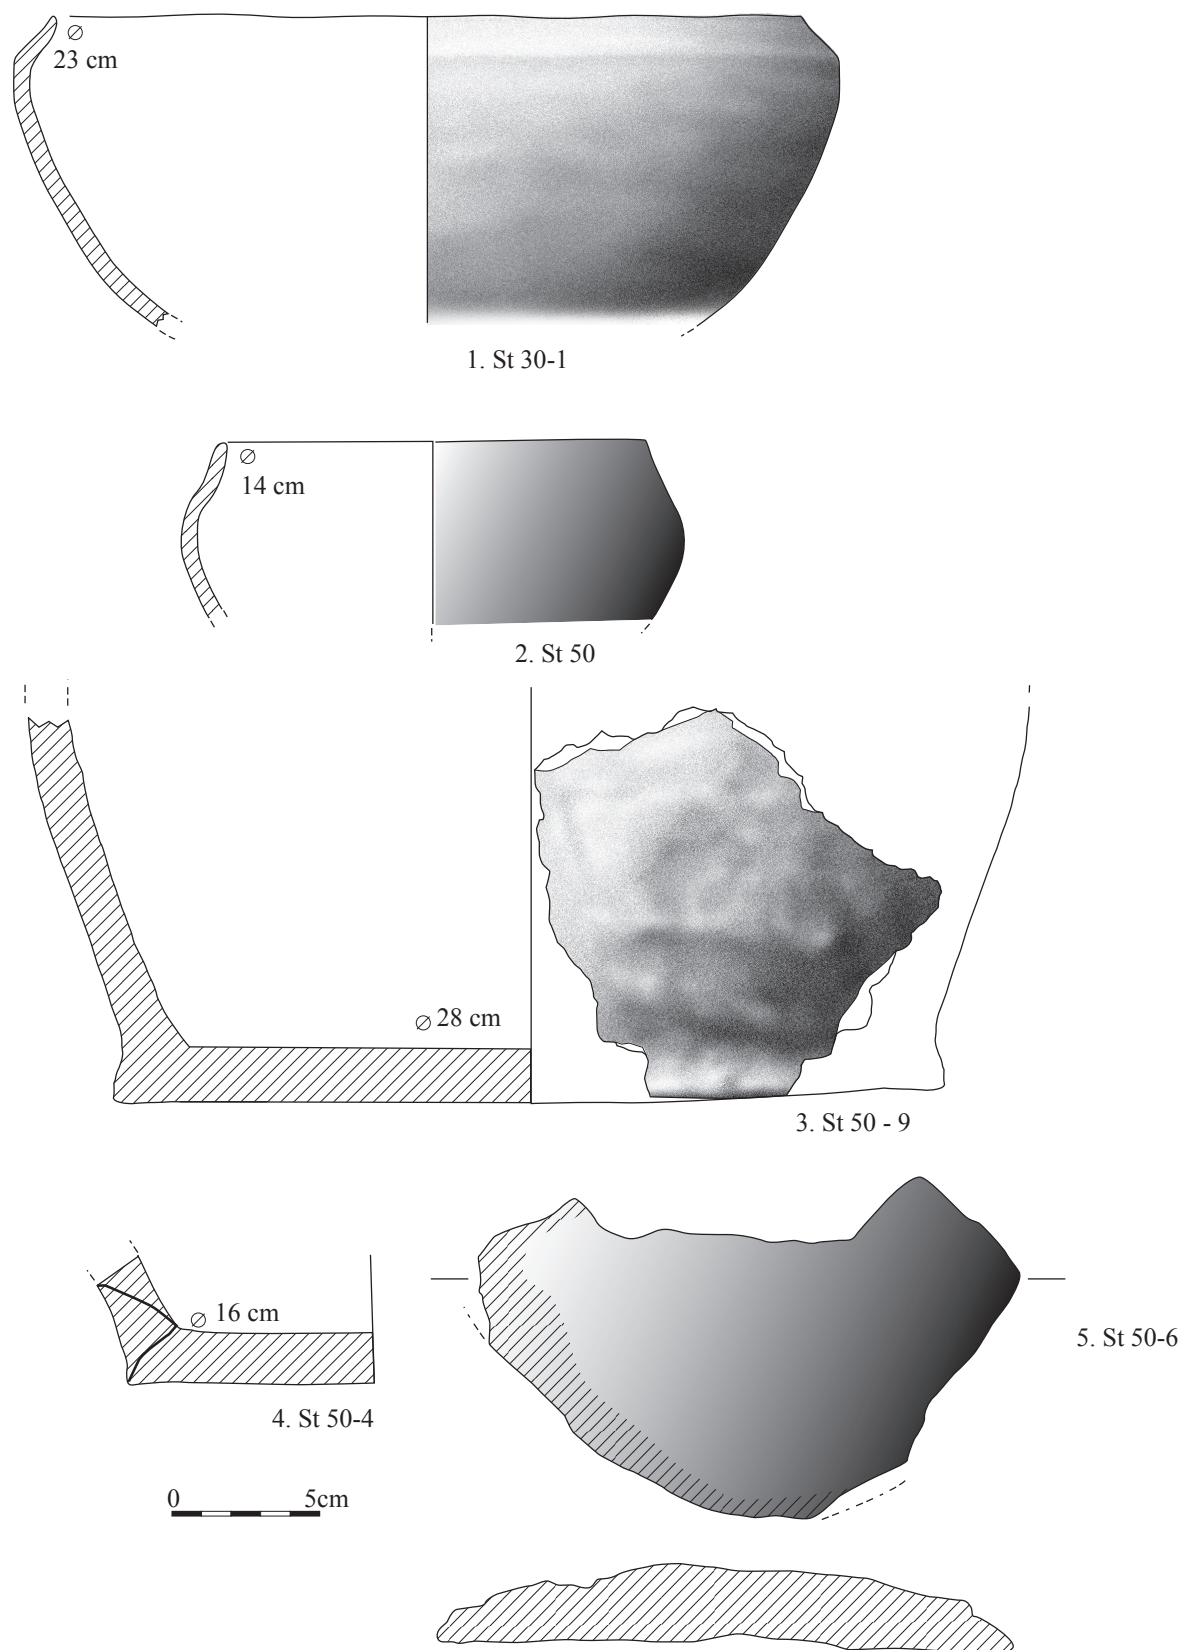 ⌀
23 cm
1. St 30-1
⌀
14 cm
2. St 50
⌀ 28 cm
3. St 50 - 9
⌀ 16 cm
5. St 50-6
4. St 50-4
0 5cm